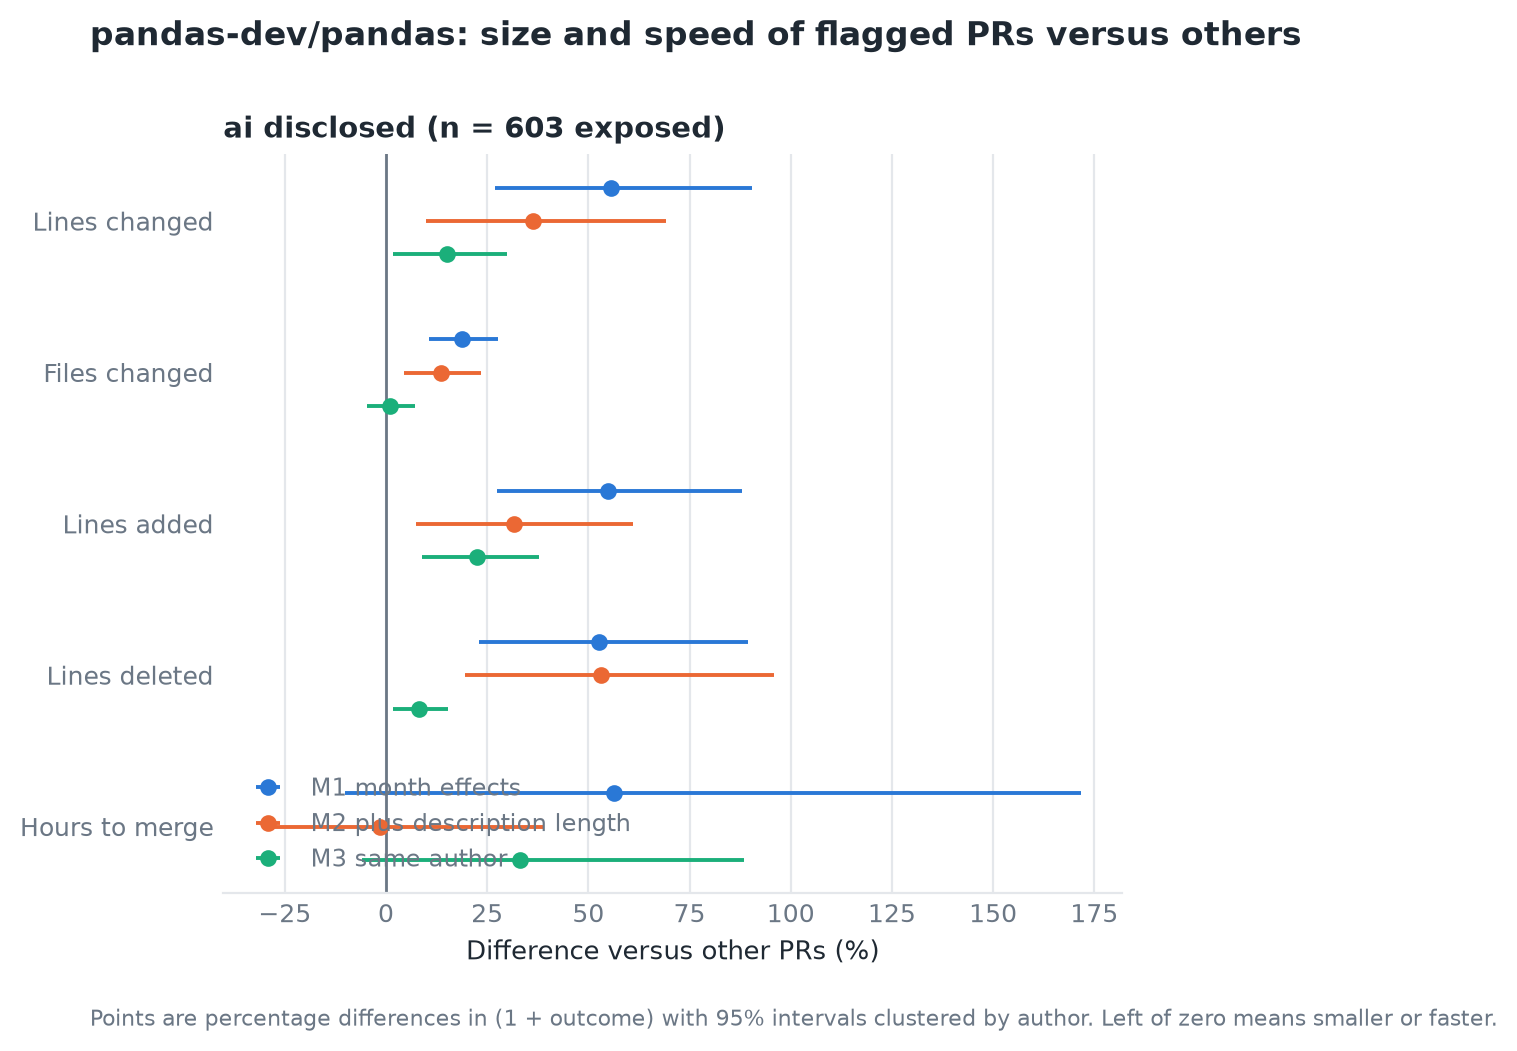 pandas-dev/pandas: size and speed of flagged PRs versus others
ai disclosed (n = 603 exposed)
Lines changed
Files changed
Lines added
Lines deleted
Hours to merge
M1 month effects
M2 plus description length
M3 same author
−25 0 25 50 75 100 125 150 175
Difference versus other PRs (%)
Points are percentage differences in (1 + outcome) with 95% intervals clustered by author. Left of zero means smaller or faster.